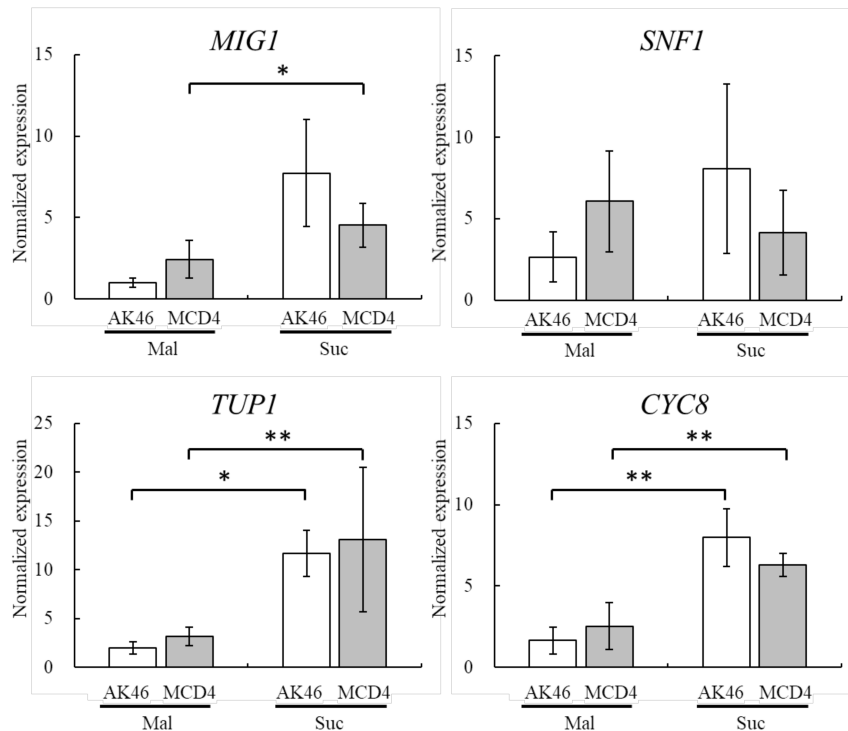 MIG1
Normalized expression
15
10
5
0
*
AK46 MCD4 AK46 MCD4
Mal Suc
SNF1
Normalized expression
15
10
5
0
AK46 MCD4 AK46 MCD4
Mal Suc
TUP1
Normalized expression
25
20
15
10
5
0
**
*
AK46 MCD4 AK46 MCD4
Mal Suc
CYC8
Normalized expression
15
10
5
0
**
**
AK46 MCD4 AK46 MCD4
Mal Suc